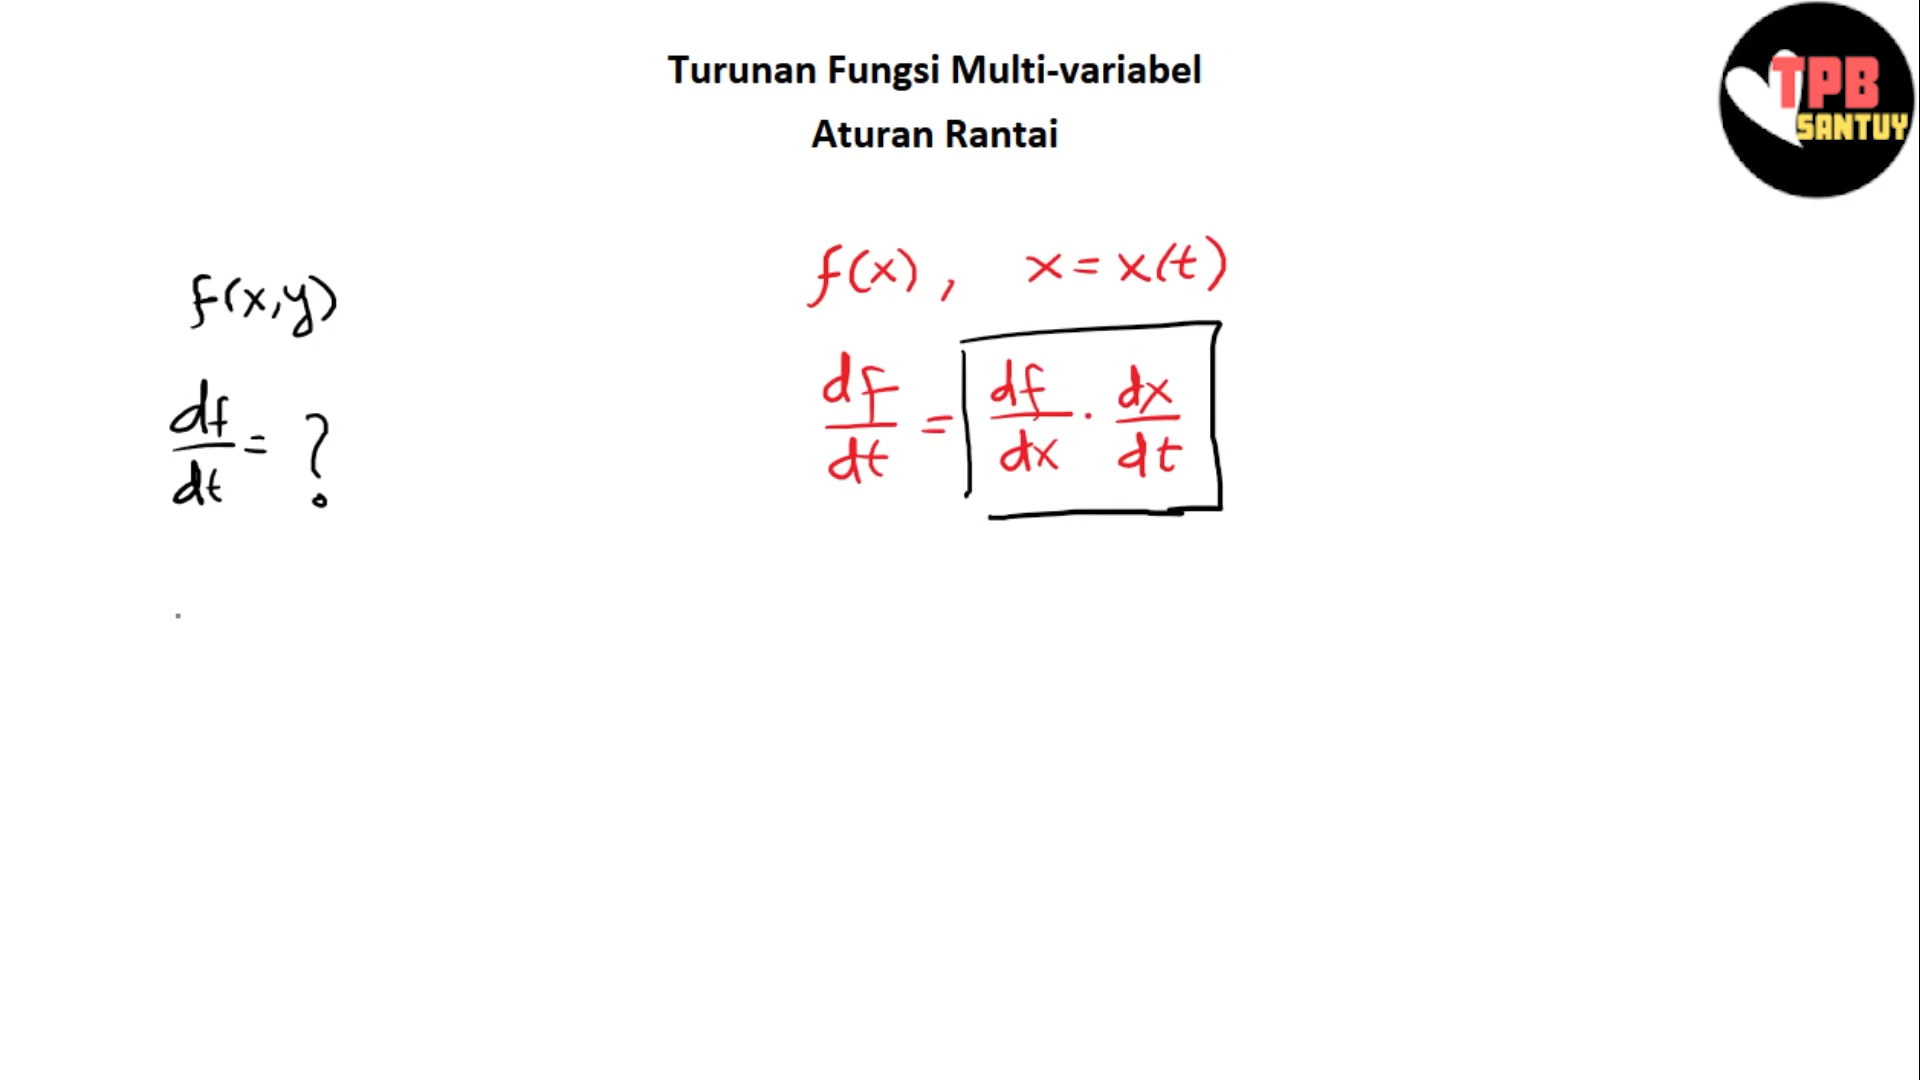 Turunan Fungsi Multi-variabel
Aturan Rantai
TPB
SANTUY
f(x,y)
df/dt = ?
f(x), x = x(t)
df/dt = df/dx · dx/dt